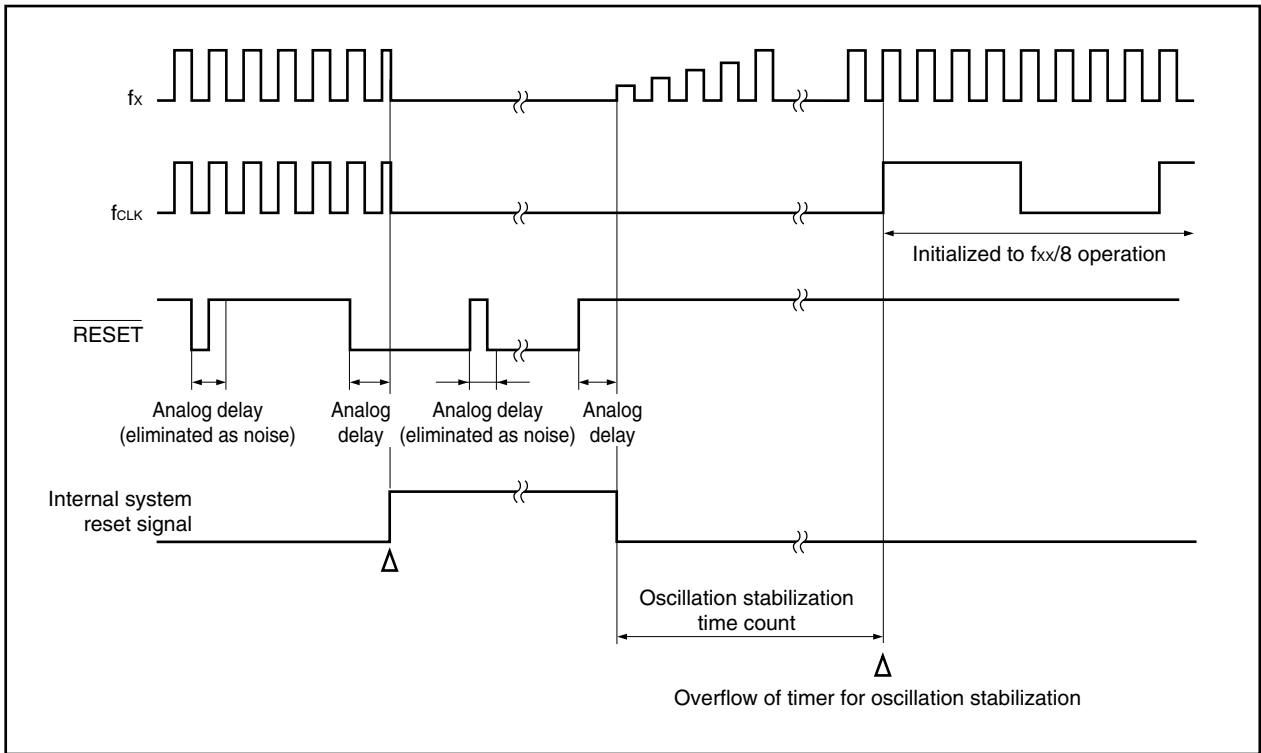 fX
fCLK
Initialized to fXX/8 operation
RESET
Analog delay
(eliminated as noise)
Analog
delay
Analog delay
(eliminated as noise)
Analog
delay
Internal system
reset signal
Oscillation stabilization
time count
Overflow of timer for oscillation stabilization